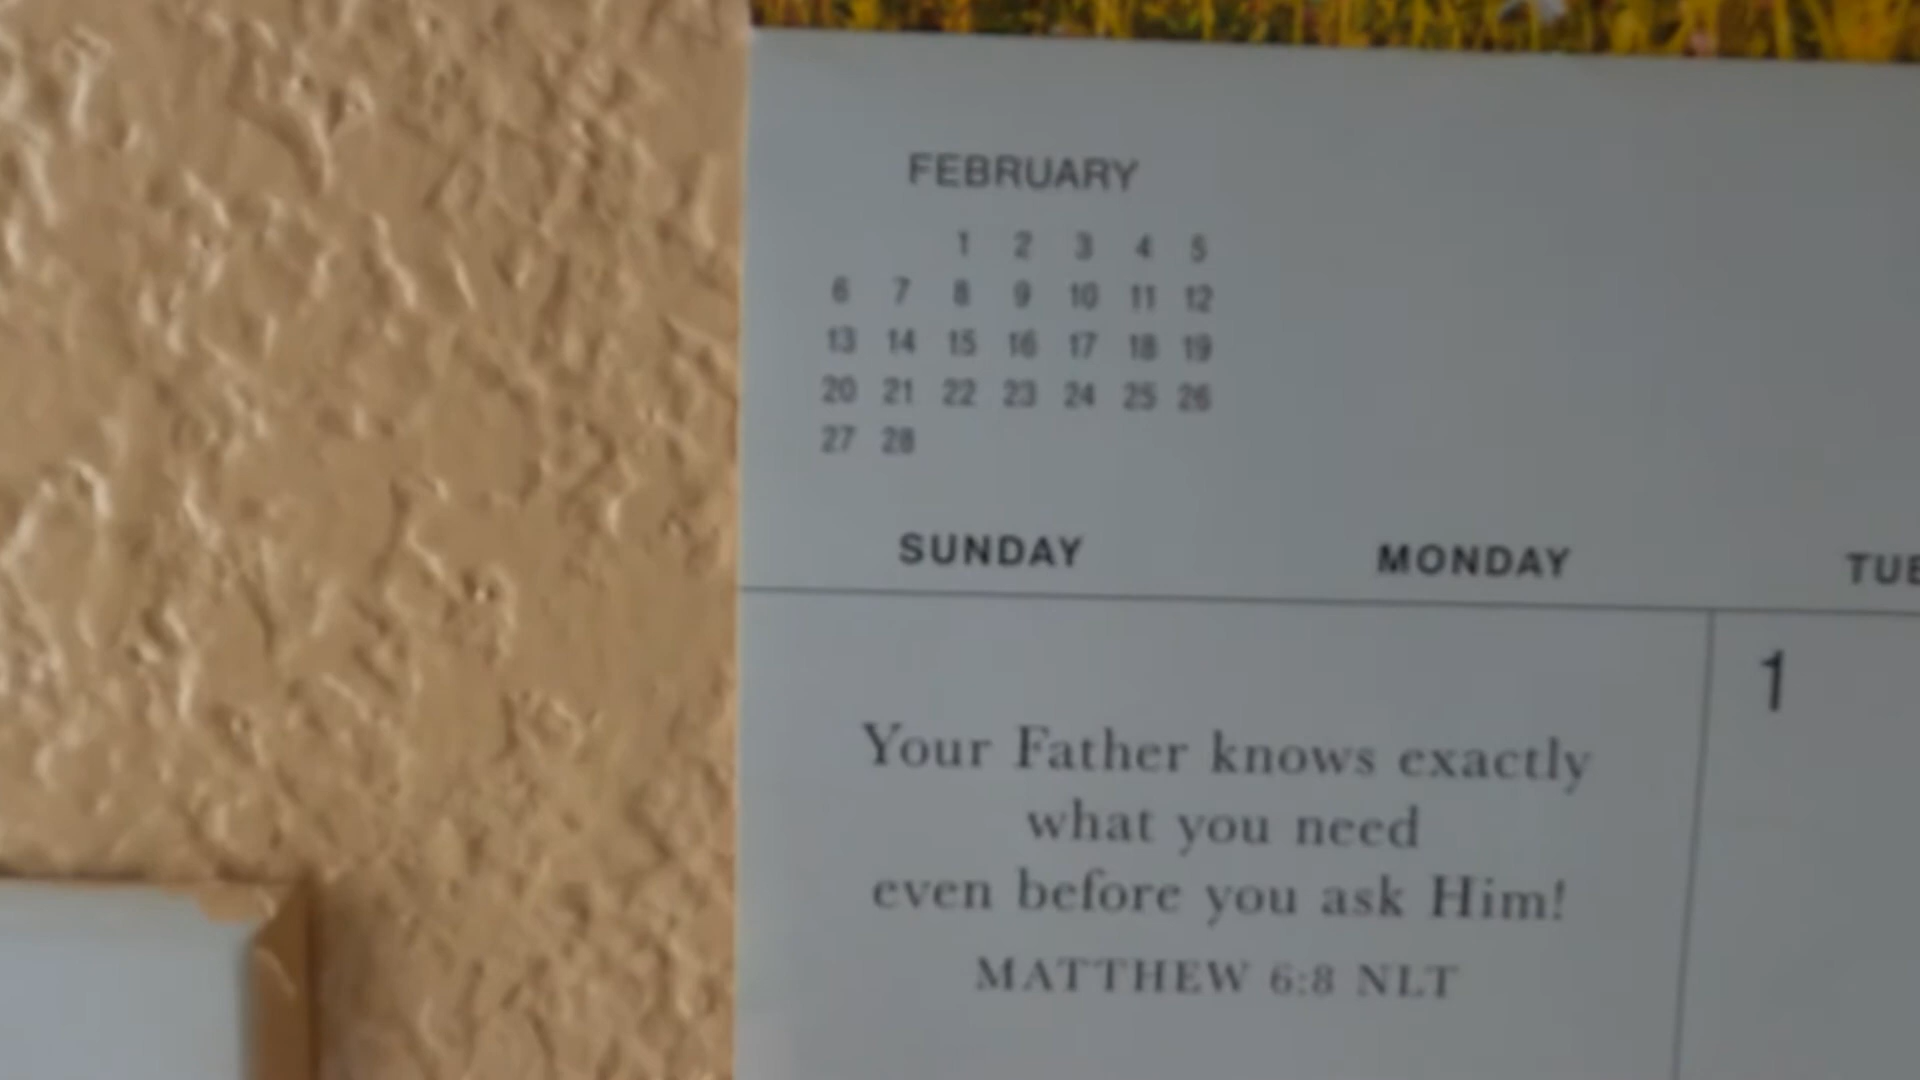 FEBRUARY
1 2 3 4 5
6 7 8 9 10 11 12
13 14 15 16 17 18 19
20 21 22 23 24 25 26
27 28
SUNDAY MONDAY TUE
1
Your Father knows exactly
what you need
even before you ask Him!
MATTHEW 6:8 NLT